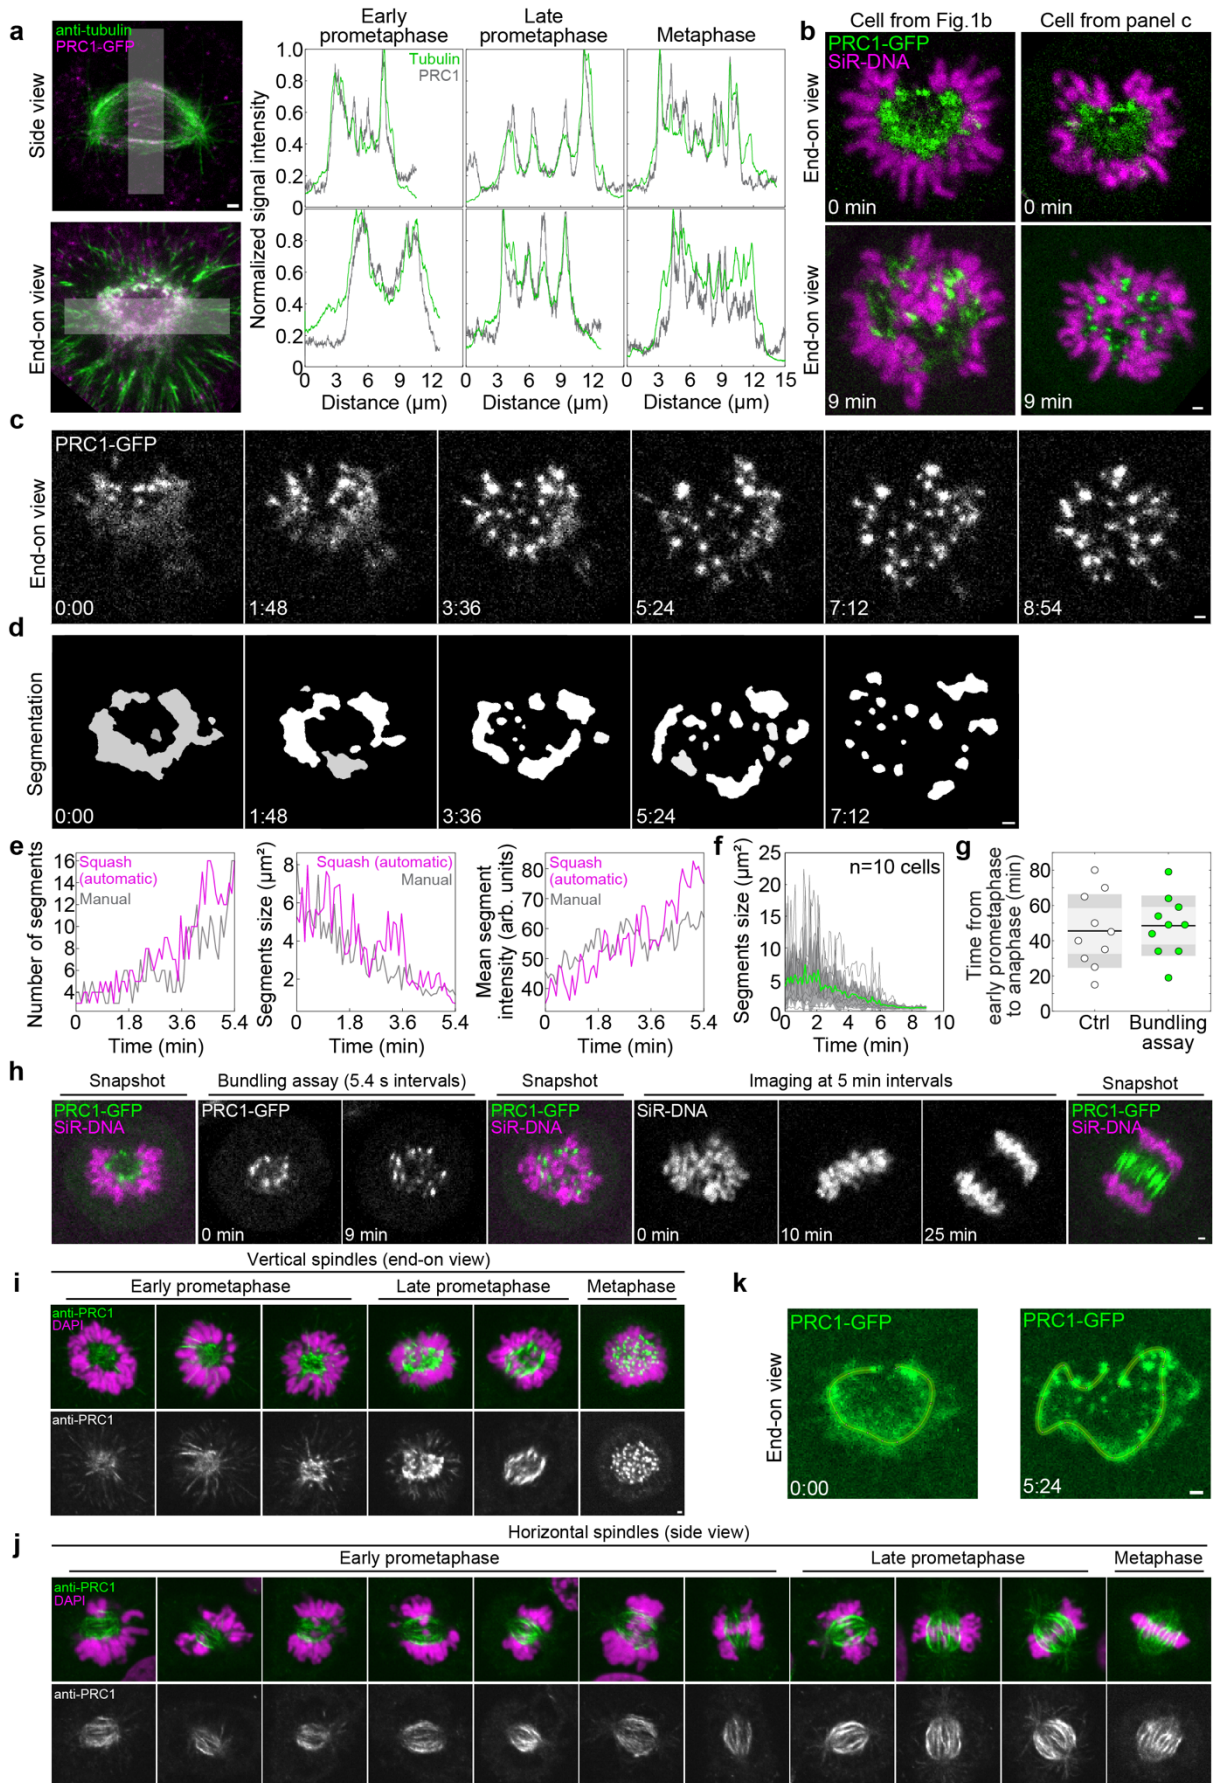 a
anti-tubulin
PRC1-GFP
Side view
End-on view
Early
prometaphase
Late
prometaphase
Metaphase
Tubulin
PRC1
Normalized signal intensity
1.0
0.8
0.6
0.4
0.2
0
1.0
0.8
0.6
0.4
0.2
0
0 3 6 9 12
0 3 6 9 12
0 3 6 9 12 15
Distance (µm)
Distance (µm)
Distance (µm)
b
Cell from Fig.1b
Cell from panel c
PRC1-GFP
SiR-DNA
End-on view
0 min
0 min
End-on view
9 min
9 min
c
PRC1-GFP
End-on view
0:00
1:48
3:36
5:24
7:12
8:54
d
Segmentation
0:00
1:48
3:36
5:24
7:12
e
Number of segments
16
14
12
10
8
6
4
Squash
(automatic)
Manual
0 1.8 3.6 5.4
Time (min)
Segments size (µm²)
8
6
4
2
Squash (automatic)
Manual
0 1.8 3.6 5.4
Time (min)
Mean segment
intensity (arb. units)
80
70
60
50
40
Squash
(automatic)
Manual
0 1.8 3.6 5.4
Time (min)
f
Segments size (µm²)
25
20
15
10
5
0
n=10 cells
0 2 4 6 8 10
Time (min)
g
Time from
early prometaphase
to anaphase (min)
80
60
40
20
0
Ctrl
Bundling
assay
h
Snapshot
Bundling assay (5.4 s intervals)
Snapshot
Imaging at 5 min intervals
Snapshot
PRC1-GFP
SiR-DNA
PRC1-GFP
0 min
9 min
PRC1-GFP
SiR-DNA
SiR-DNA
0 min
10 min
25 min
PRC1-GFP
SiR-DNA
i
Vertical spindles (end-on view)
Early prometaphase
Late prometaphase
Metaphase
anti-PRC1
DAPI
anti-PRC1
k
PRC1-GFP
PRC1-GFP
End-on view
0:00
5:24
j
Horizontal spindles (side view)
Early prometaphase
Late prometaphase
Metaphase
anti-PRC1
DAPI
anti-PRC1